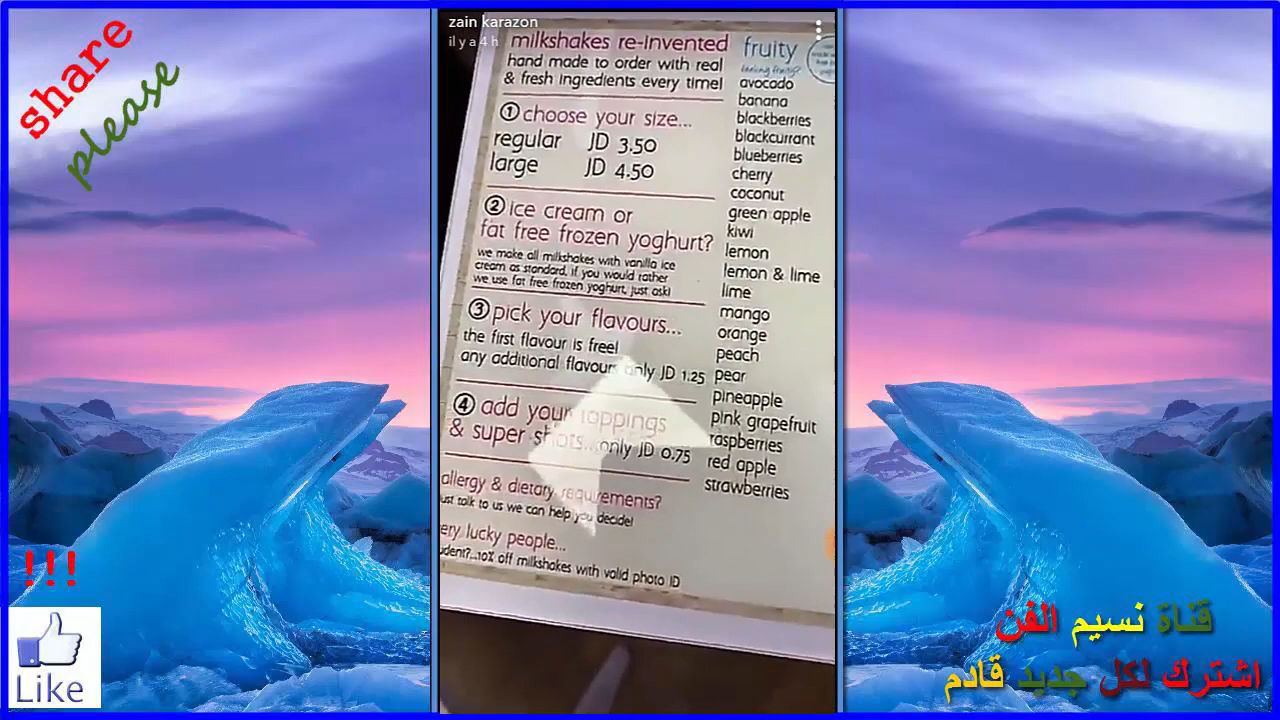 share
please
zain karazon
il y a 4 h
milkshakes re-invented
hand made to order with real
& fresh ingredients every time!
1 choose your size...
regular JD 3.50
large JD 4.50
2 ice cream or
fat free frozen yoghurt?
we make all milkshakes with vanilla ice
cream as standard, if you would rather
we use fat free frozen yoghurt, just ask!
3 pick your flavours...
the first flavour is free!
any additional flavours only JD 1.25
4 add your toppings
& super shots...only JD 0.75
allergy & dietary requirements?
ust talk to us we can help you decide!
ery lucky people...
udent?...10% off milkshakes with valid photo ID
fruity
feeling fruity?
avocado
banana
blackberries
blackcurrant
blueberries
cherry
coconut
green apple
kiwi
lemon
lemon & lime
lime
mango
orange
peach
pear
pineapple
pink grapefruit
raspberries
red apple
strawberries
!!!
Like
قناة نسيم الفن
اشترك لكل جديد قادم